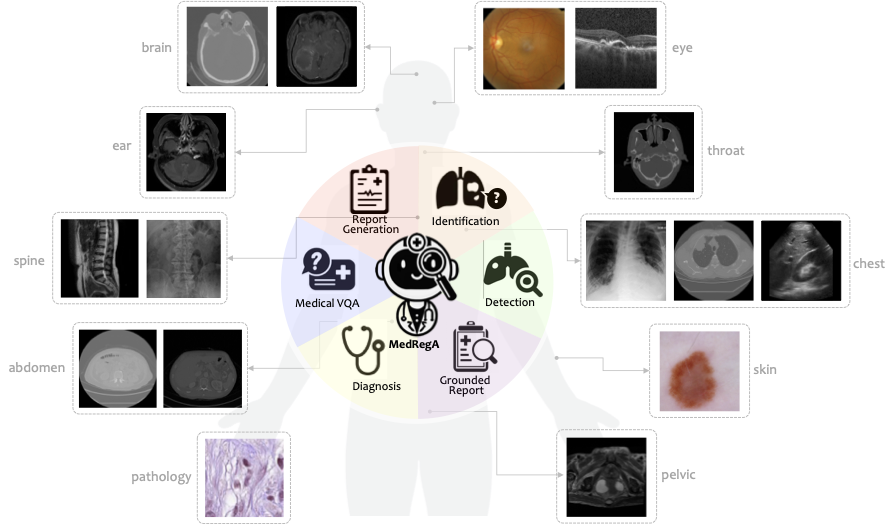 brain
eye
ear
throat
Report
Generation
Identification
?
spine
chest
?
Medical VQA
Detection
MedRegA
abdomen
skin
Diagnosis
Grounded
Report
pathology
pelvic